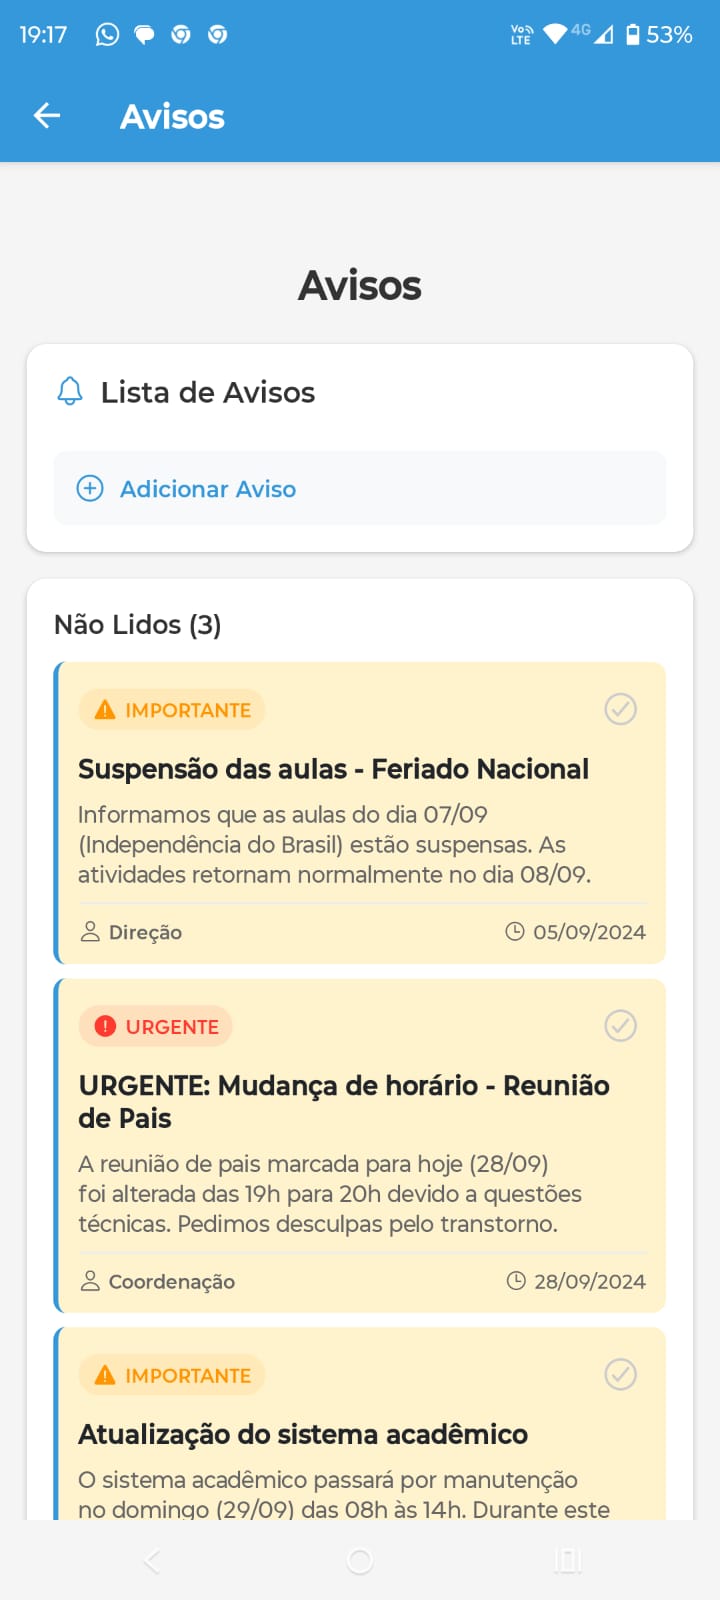 19:17
Vo)) LTE 4G 53%
Avisos
Avisos
Lista de Avisos
Adicionar Aviso
Não Lidos (3)
IMPORTANTE
Suspensão das aulas - Feriado Nacional
Informamos que as aulas do dia 07/09
(Independência do Brasil) estão suspensas. As
atividades retornam normalmente no dia 08/09.
Direção
05/09/2024
URGENTE
URGENTE: Mudança de horário - Reunião
de Pais
A reunião de pais marcada para hoje (28/09)
foi alterada das 19h para 20h devido a questões
técnicas. Pedimos desculpas pelo transtorno.
Coordenação
28/09/2024
IMPORTANTE
Atualização do sistema acadêmico
O sistema acadêmico passará por manutenção
no domingo (29/09) das 08h às 14h. Durante este